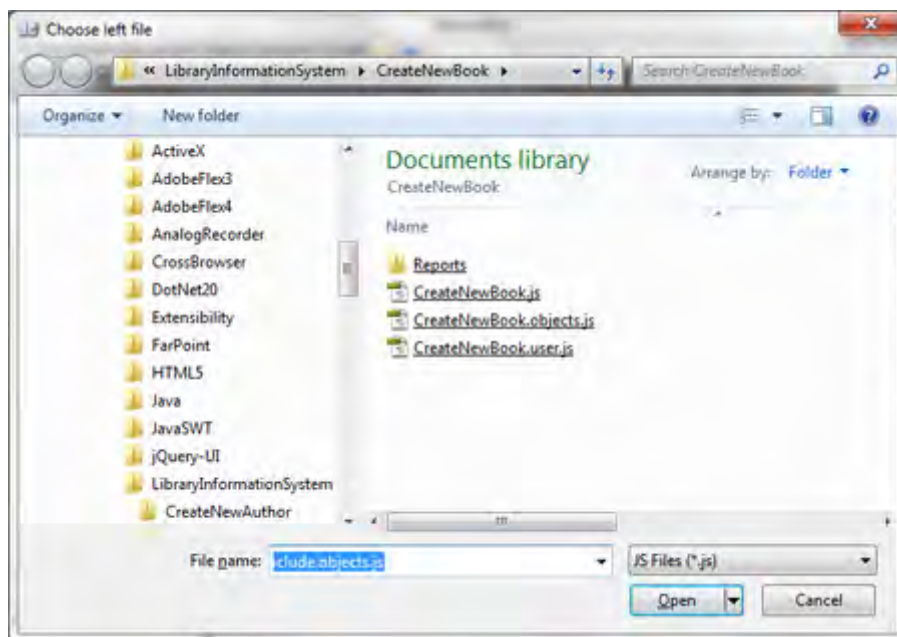 Choose left file
« LibraryInformationSystem CreateNewBook
Search CreateNewBook
Organize New folder
ActiveX
AdobeFlex3
AdobeFlex4
AnalogRecorder
CrossBrowser
DotNet20
Extensibility
FarPoint
HTML5
Java
JavaSWT
jQuery-UI
LibraryInformationSystem
CreateNewAuthor
Documents library
CreateNewBook
Arrange by: Folder
Name
Reports
CreateNewBook.js
CreateNewBook.objects.js
CreateNewBook.user.js
File name: clude.objects.js
JS Files (*.js)
Open Cancel